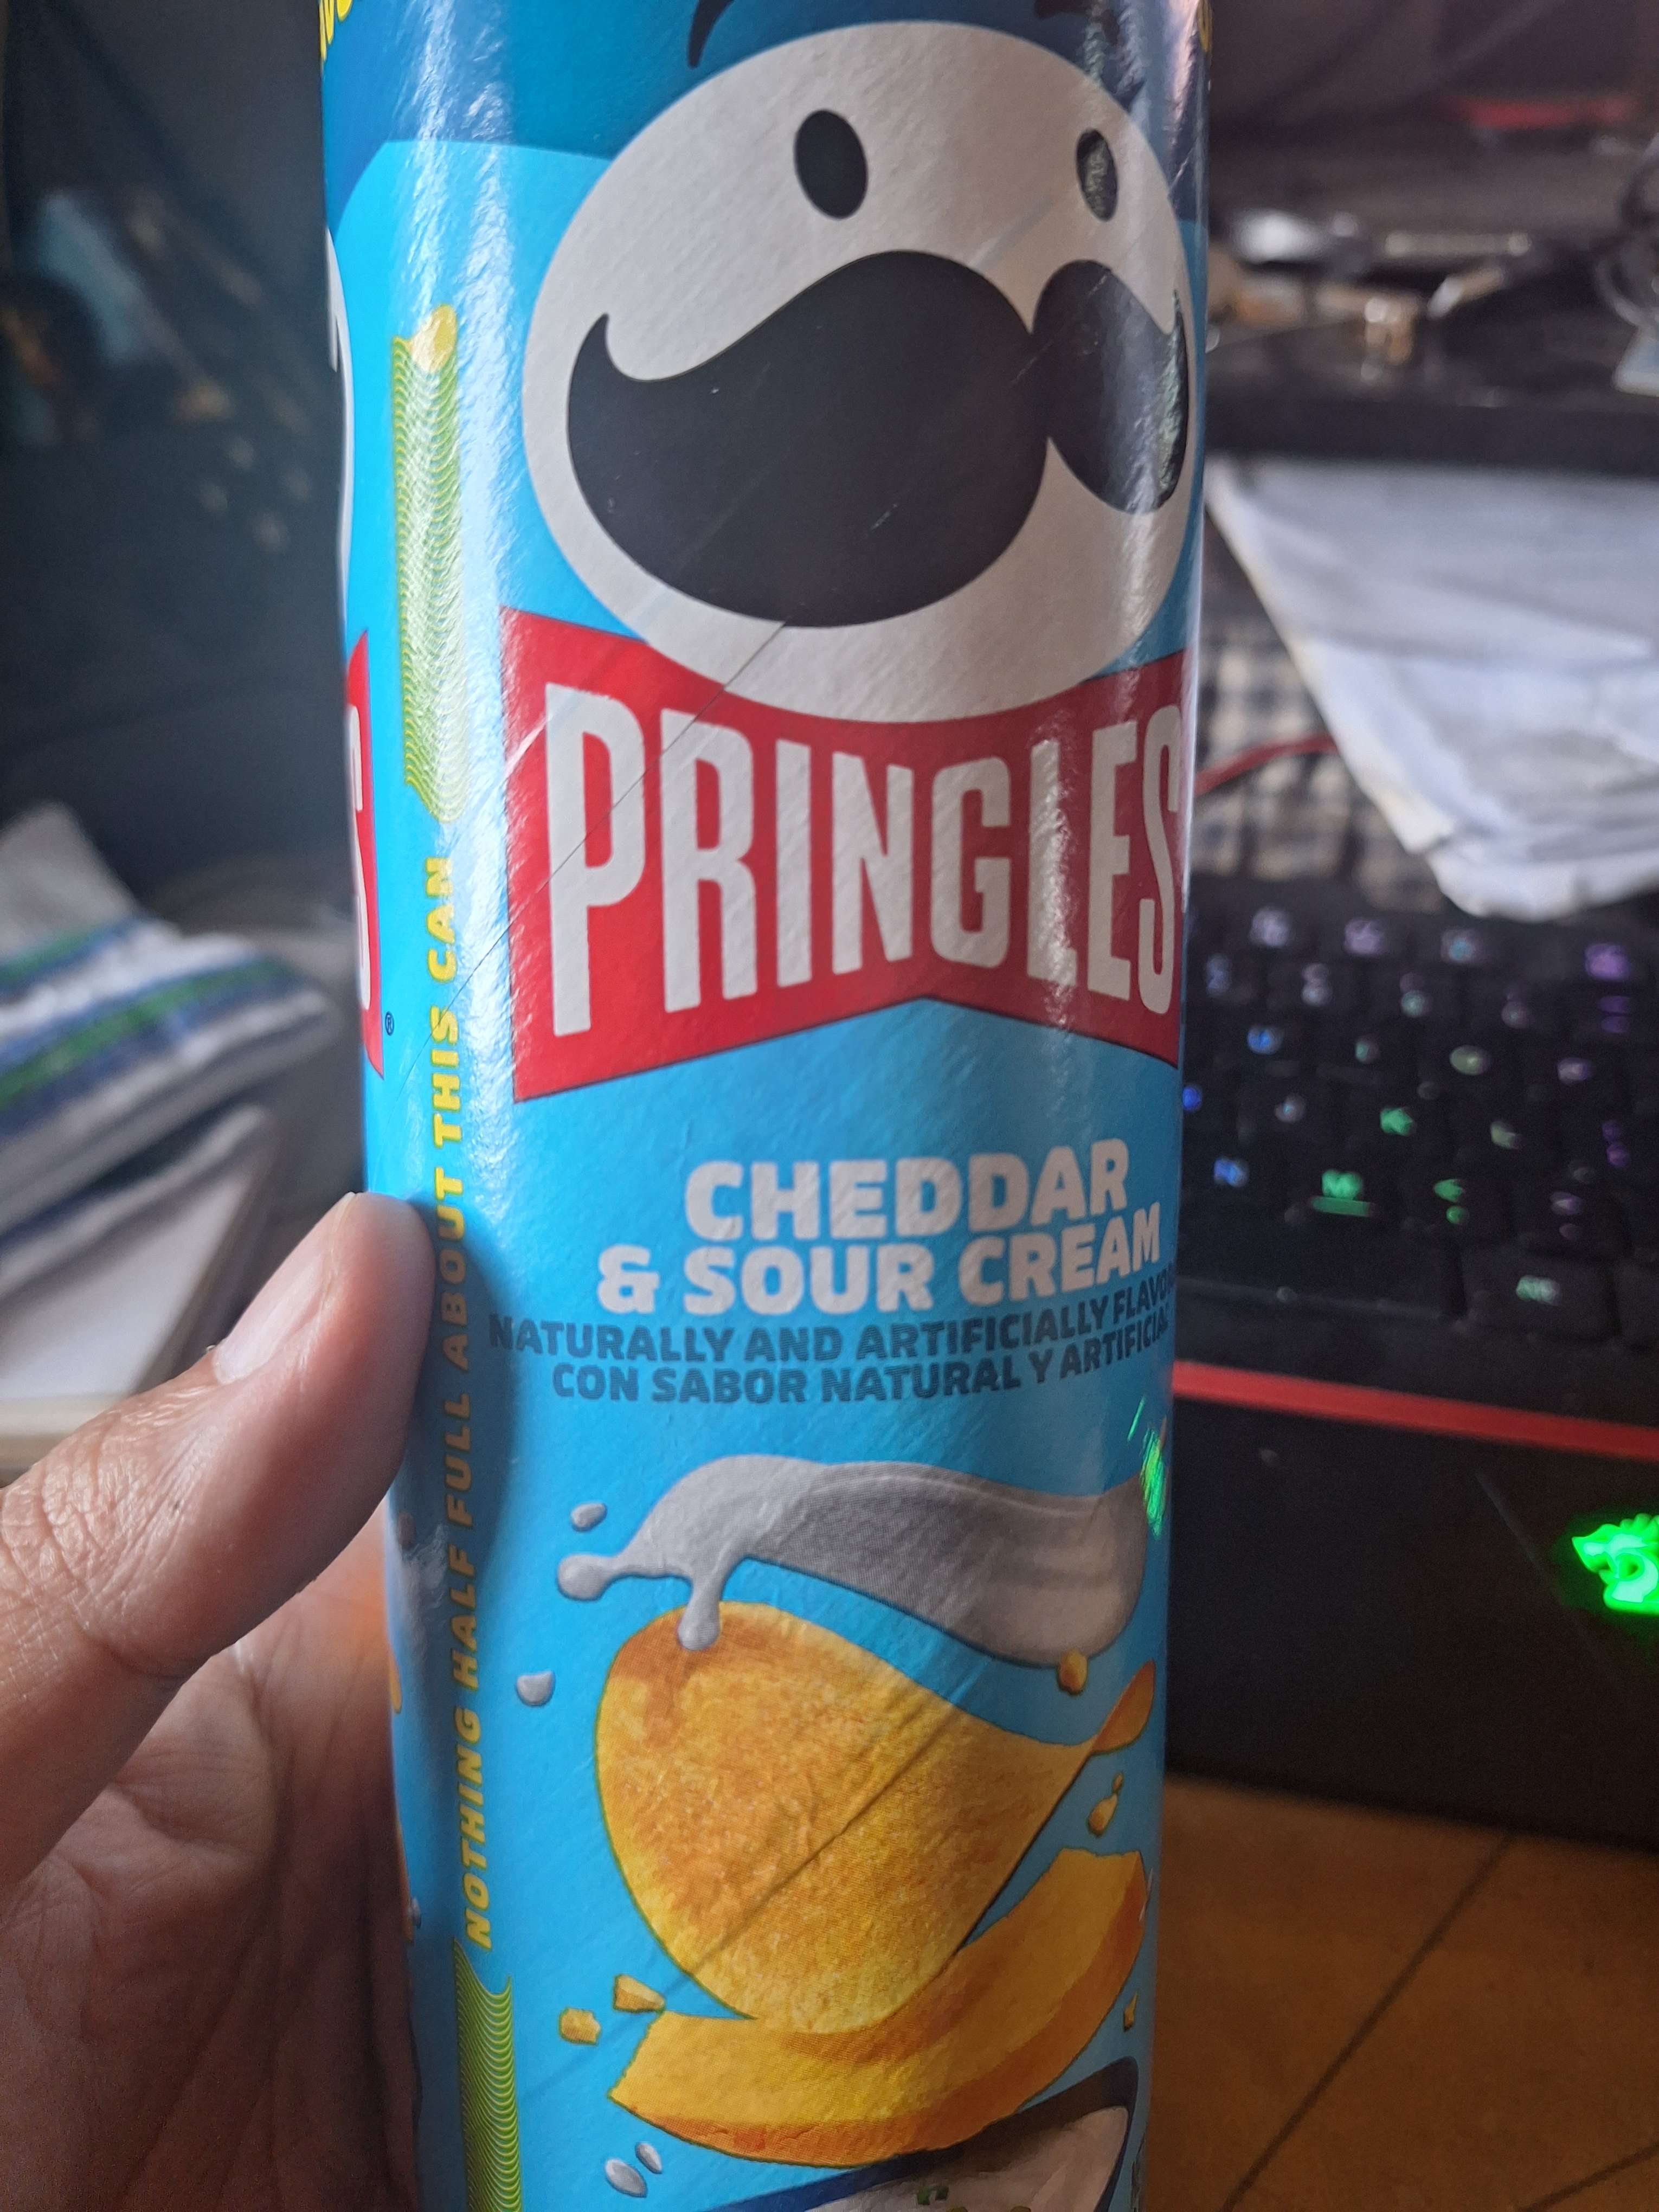 PRINGLES
CHEDDAR
& SOUR CREAM
NATURALLY AND ARTIFICIALLY
CON SABOR NATURAL Y
NOTHING HALF FULL ABOUT THIS CAN